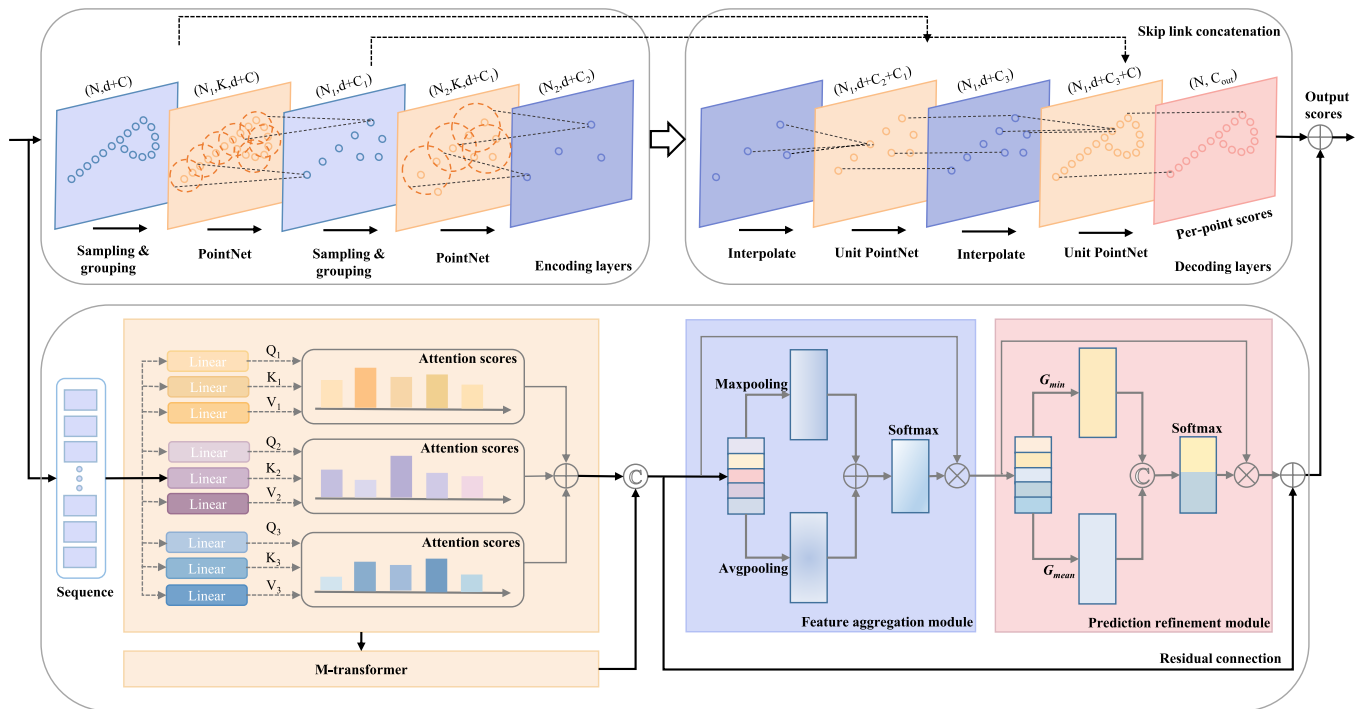 Skip link concatenation
(N,d+C)
(N₁,K,d+C)
(N₁,d+C₁)
(N₂,K,d+C₁)
(N₂,d+C₂)
(N₁,d+C₂+C₁)
(N₁,d+C₃)
(N₁,d+C₃+C)
(N, Cₒᵤₜ)
Output
scores
Per-point scores
Sampling &
grouping
PointNet
Sampling &
grouping
PointNet
Encoding layers
Interpolate
Unit PointNet
Interpolate
Unit PointNet
Decoding layers
Sequence
Linear
Q₁
Linear
K₁
Linear
V₁
Attention scores
Linear
Q₂
Linear
K₂
Linear
V₂
Attention scores
Linear
Q₃
Linear
K₃
Linear
V₃
Attention scores
M-transformer
C
Maxpooling
Avgpooling
Softmax
Feature aggregation module
Gmin
Gmean
C
Softmax
Prediction refinement module
Residual connection